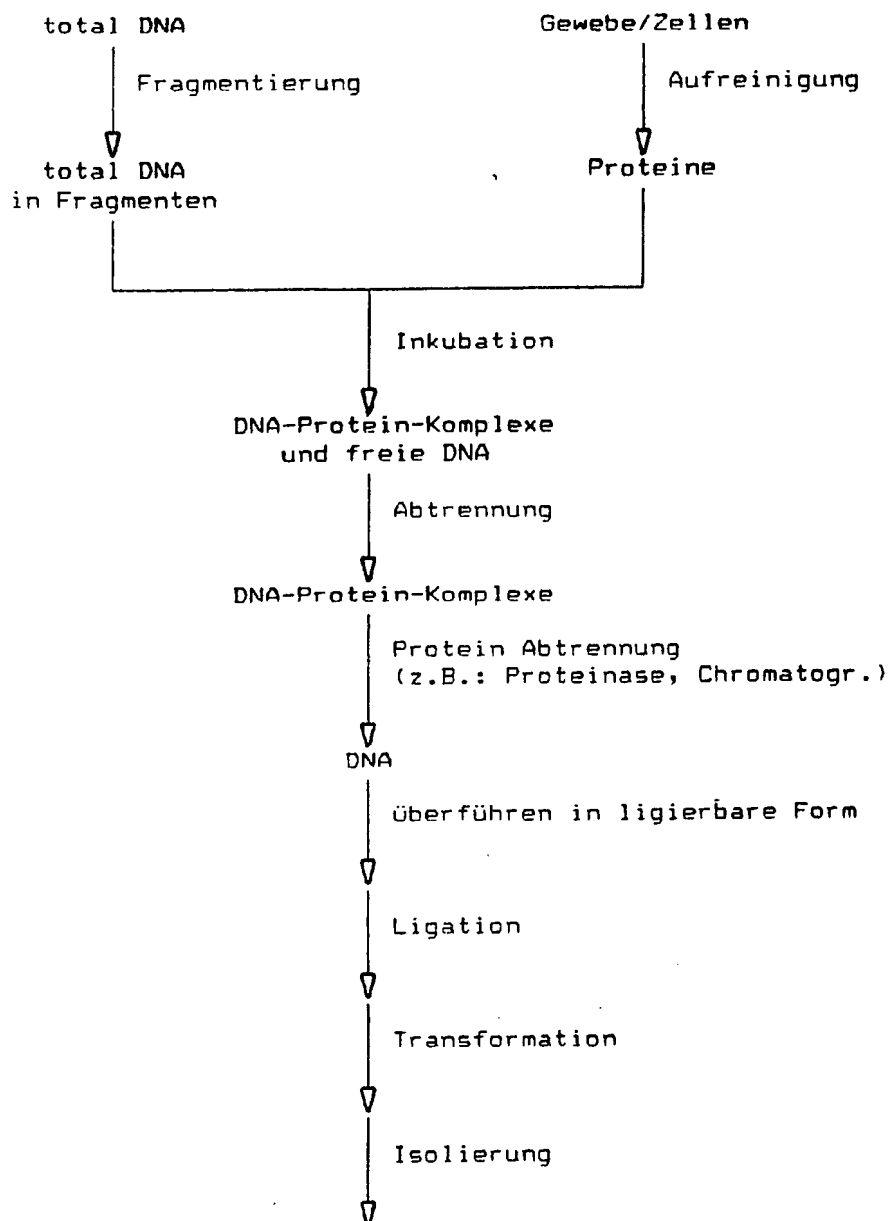 total DNA
Gewebe/Zellen
Fragmentierung
Aufreinigung
total DNA
in Fragmenten
Proteine
Inkubation
DNA-Protein-Komplexe
und freie DNA
Abtrennung
DNA-Protein-Komplexe
Protein Abtrennung
(z.B.: Proteinase, Chromatogr.)
DNA
überführen in ligierbare Form
Ligation
Transformation
Isolierung